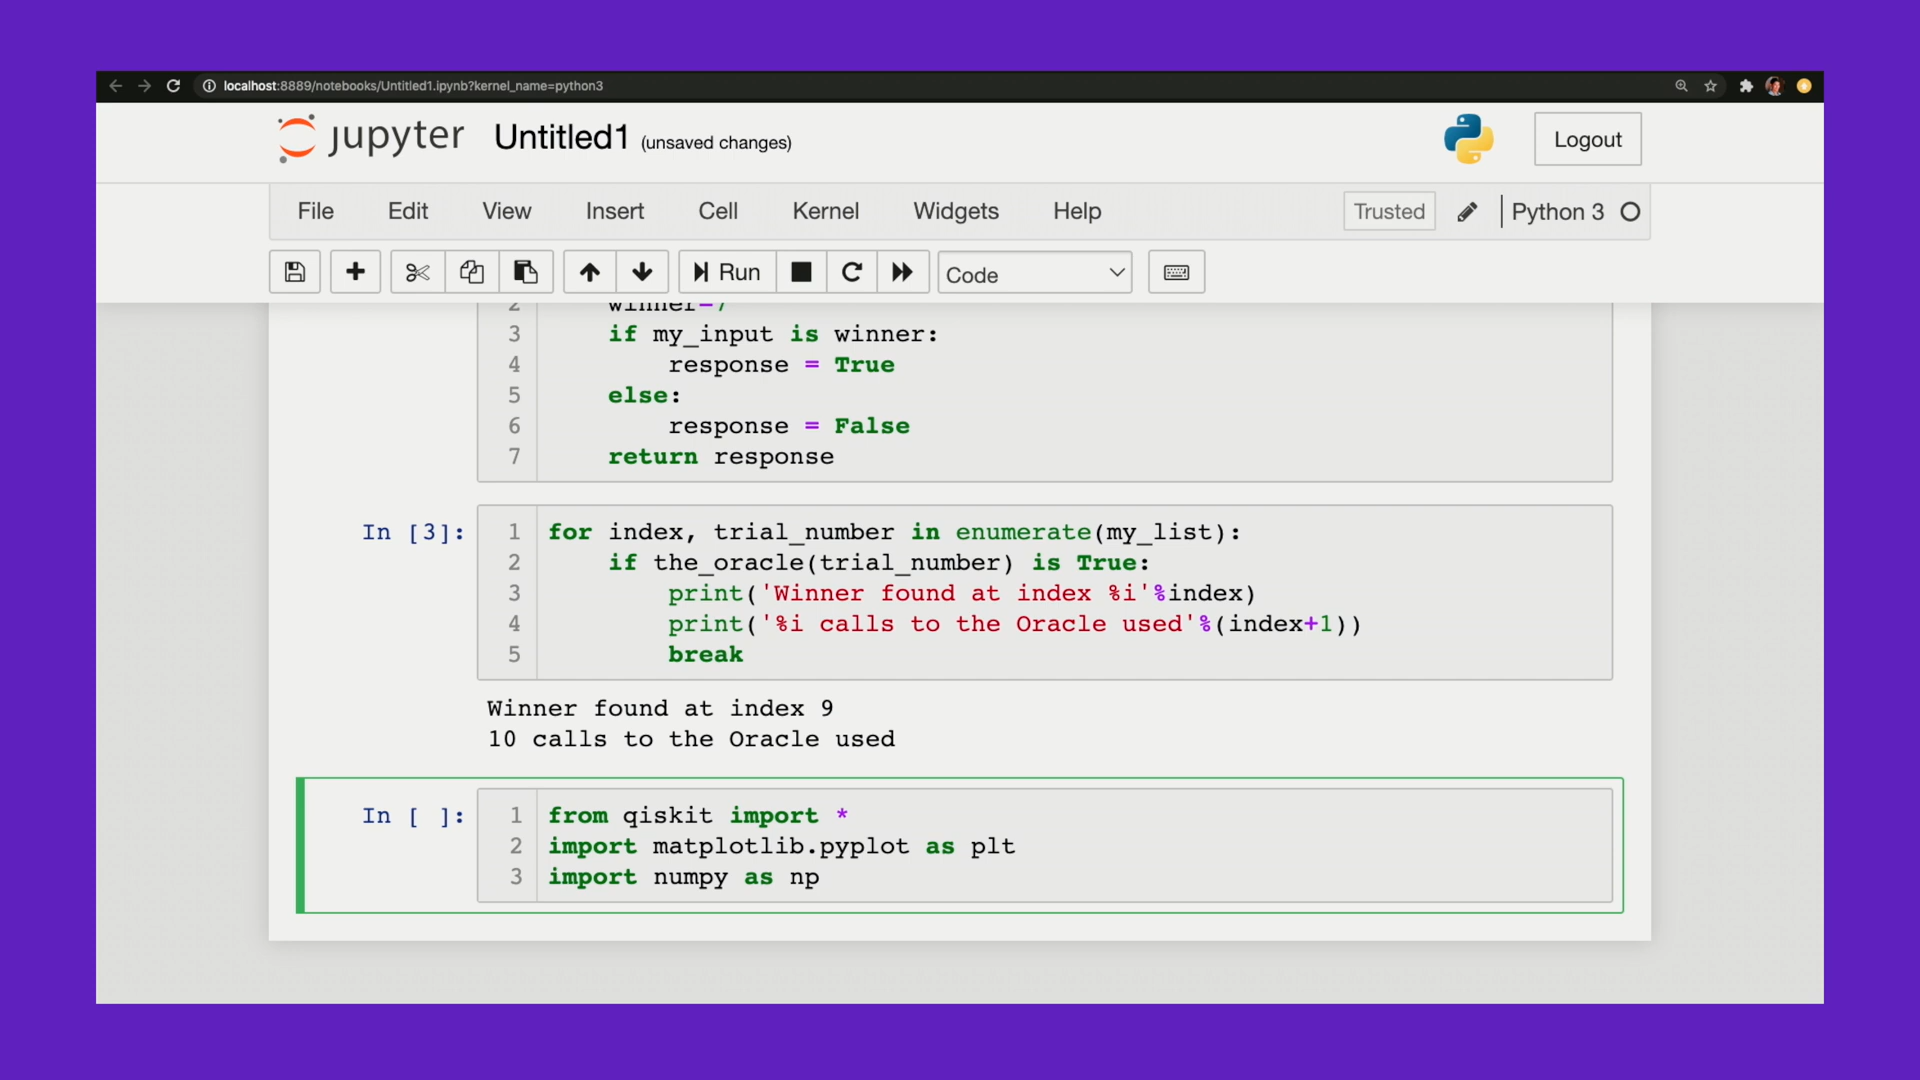 localhost:8889/notebooks/Untitled1.ipynb?kernel_name=python3
jupyter Untitled1 (unsaved changes)
Logout
File Edit View Insert Cell Kernel Widgets Help Trusted Python 3
Run Code
2 winner=7
3 if my_input is winner:
4 response = True
5 else:
6 response = False
7 return response
In [3]:
1 for index, trial_number in enumerate(my_list):
2 if the_oracle(trial_number) is True:
3 print('Winner found at index %i'%index)
4 print('%i calls to the Oracle used'%(index+1))
5 break
Winner found at index 9
10 calls to the Oracle used
In [ ]:
1 from qiskit import *
2 import matplotlib.pyplot as plt
3 import numpy as np